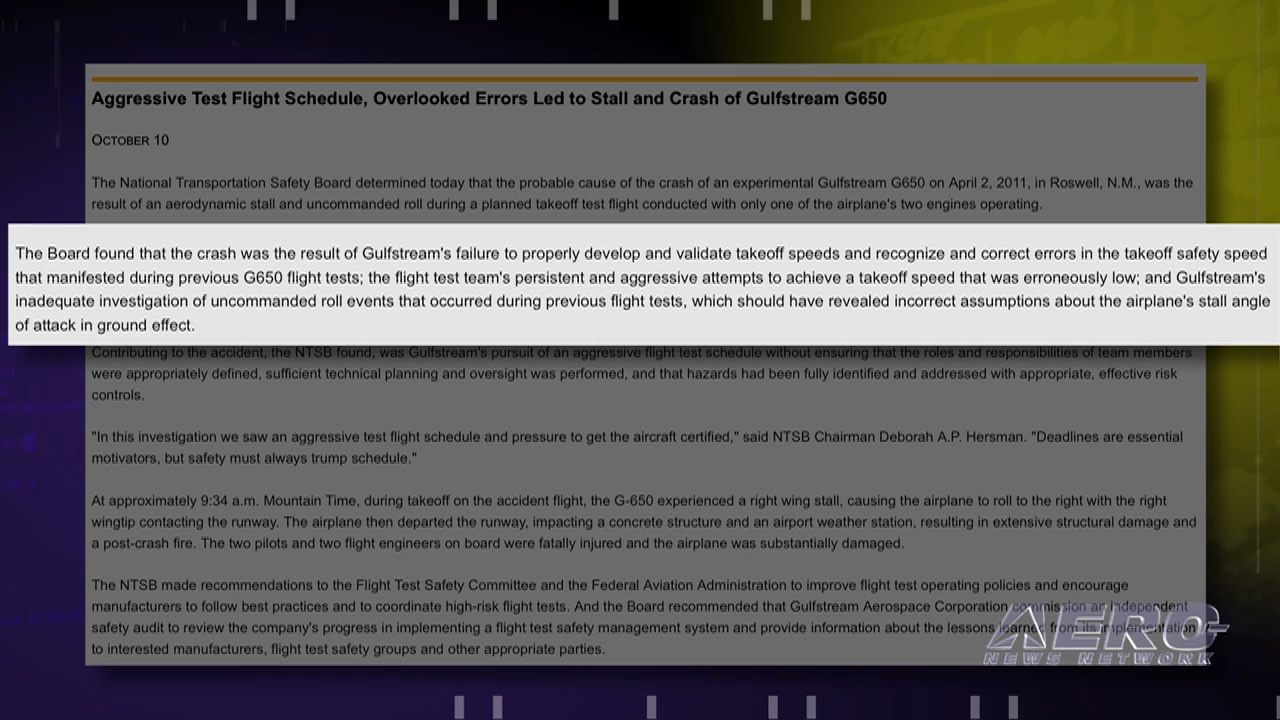 Aggressive Test Flight Schedule, Overlooked Errors Led to Stall and Crash of Gulfstream G650
OCTOBER 10
The National Transportation Safety Board determined today that the probable cause of the crash of an experimental Gulfstream G650 on April 2, 2011, in Roswell, N.M., was the
result of an aerodynamic stall and uncommanded roll during a planned takeoff test flight conducted with only one of the airplane's two engines operating.
The Board found that the crash was the result of Gulfstream's failure to properly develop and validate takeoff speeds and recognize and correct errors in the takeoff safety speed
that manifested during previous G650 flight tests; the flight test team's persistent and aggressive attempts to achieve a takeoff speed that was erroneously low; and Gulfstream's
inadequate investigation of uncommanded roll events that occurred during previous flight tests, which should have revealed incorrect assumptions about the airplane's stall angle
of attack in ground effect.
Contributing to the accident, the NTSB found, was Gulfstream's pursuit of an aggressive flight test schedule without ensuring that the roles and responsibilities of team members
were appropriately defined, sufficient technical planning and oversight was performed, and that hazards had been fully identified and addressed with appropriate, effective risk
controls.
"In this investigation we saw an aggressive test flight schedule and pressure to get the aircraft certified," said NTSB Chairman Deborah A.P. Hersman. "Deadlines are essential
motivators, but safety must always trump schedule."
At approximately 9:34 a.m. Mountain Time, during takeoff on the accident flight, the G-650 experienced a right wing stall, causing the airplane to roll to the right with the right
wingtip contacting the runway. The airplane then departed the runway, impacting a concrete structure and an airport weather station, resulting in extensive structural damage and
a post-crash fire. The two pilots and two flight engineers on board were fatally injured and the airplane was substantially damaged.
The NTSB made recommendations to the Flight Test Safety Committee and the Federal Aviation Administration to improve flight test operating policies and encourage
manufacturers to follow best practices and to coordinate high-risk flight tests. And the Board recommended that Gulfstream Aerospace Corporation commission an independent
safety audit to review the company's progress in implementing a flight test safety management system and provide information about the lessons learned from its implementation
to interested manufacturers, flight test safety groups and other appropriate parties.
AERO
NEWS NETWORK